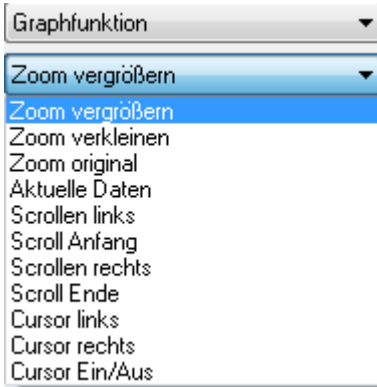 Graphfunktion
Zoom vergrößern
Zoom vergrößern
Zoom verkleinen
Zoom original
Aktuelle Daten
Scrollen links
Scroll Anfang
Scrollen rechts
Scroll Ende
Cursor links
Cursor rechts
Cursor Ein/Aus